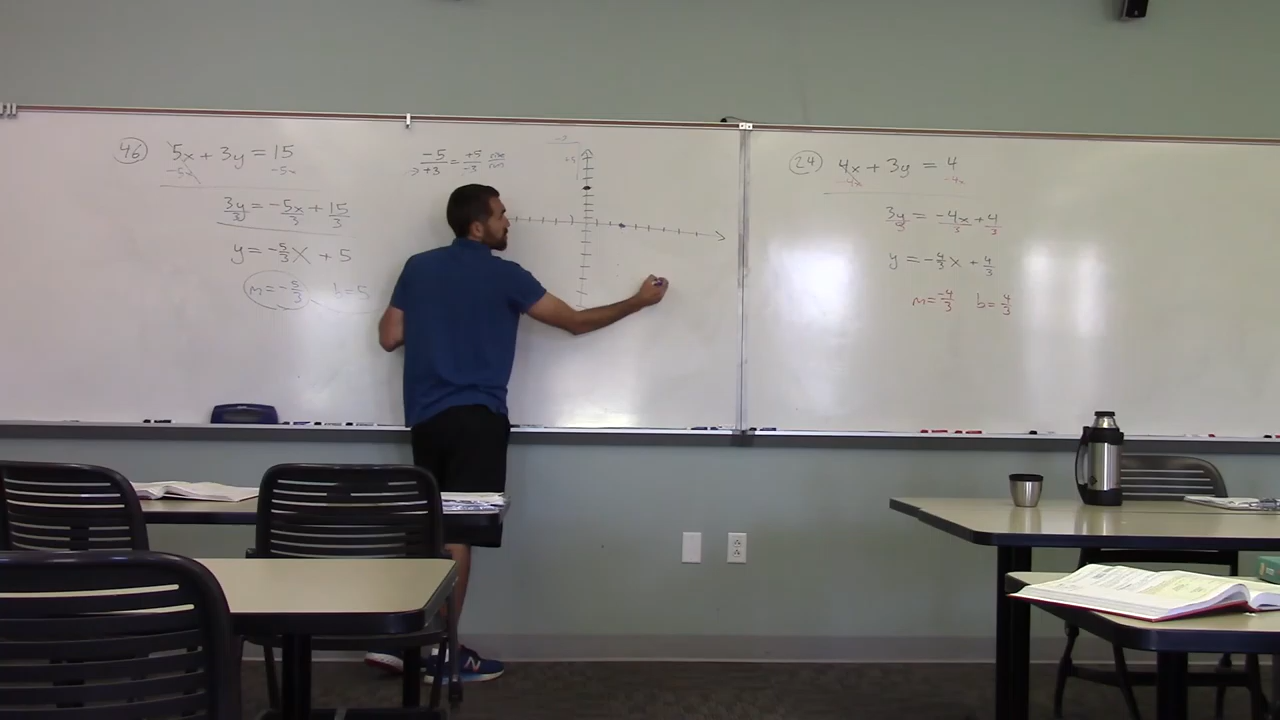 46 5x + 3y = 15
-5x -5x
3y/3 = -5x/3 + 15/3
y = -5/3 x + 5
m = -5/3 b = 5
-5/+3 = +5/-3 rise/run
24 4x + 3y = 4
-4x -4x
3y/3 = -4x/3 + 4/3
y = -4/3 x + 4/3
m = -4/3 b = 4/3
N